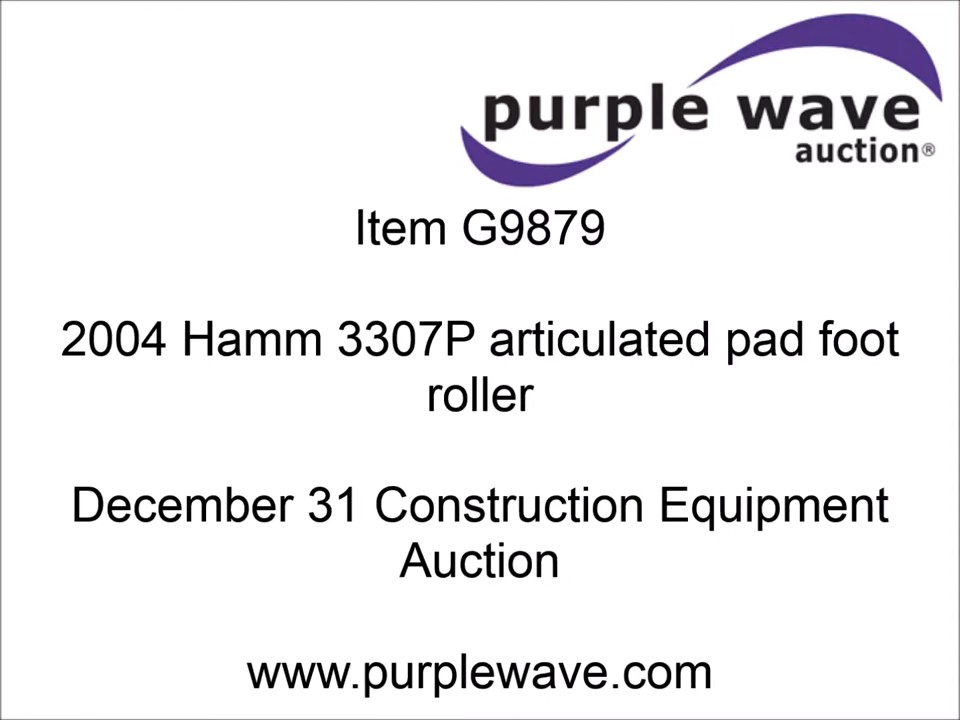 purple wave
auction®
Item G9879
2004 Hamm 3307P articulated pad foot
roller
December 31 Construction Equipment
Auction
www.purplewave.com